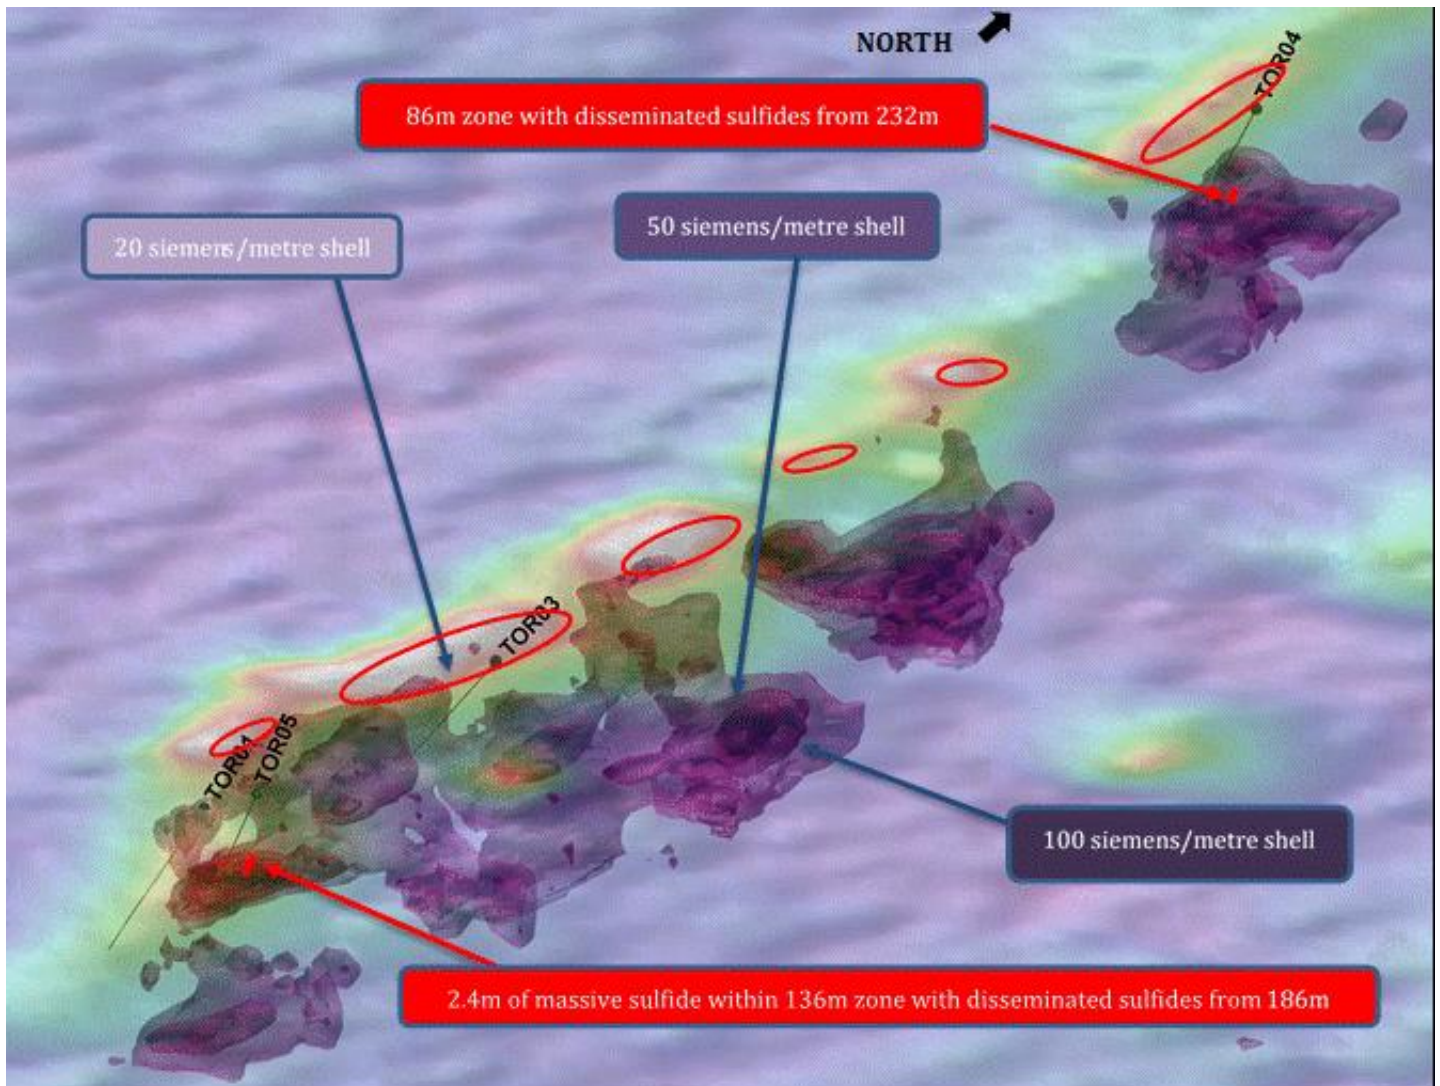 NORTH
TOR04
86m zone with disseminated sulfides from 232m
50 siemens/metre shell
20 siemens/metre shell
TOR03
TOR05
TOR01
100 siemens/metre shell
2.4m of massive sulfide within 136m zone with disseminated sulfides from 186m